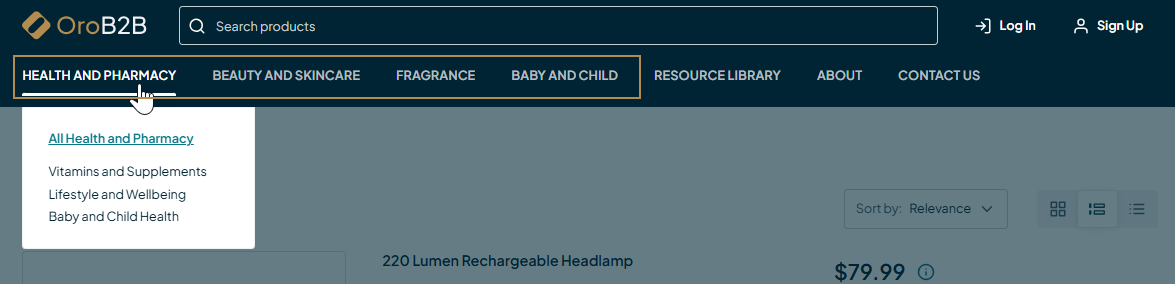 OroB2B
Search products
Log In
Sign Up
HEALTH AND PHARMACY
BEAUTY AND SKINCARE
FRAGRANCE
BABY AND CHILD
RESOURCE LIBRARY
ABOUT
CONTACT US
All Health and Pharmacy
Vitamins and Supplements
Lifestyle and Wellbeing
Baby and Child Health
Sort by: Relevance
220 Lumen Rechargeable Headlamp
$79.99